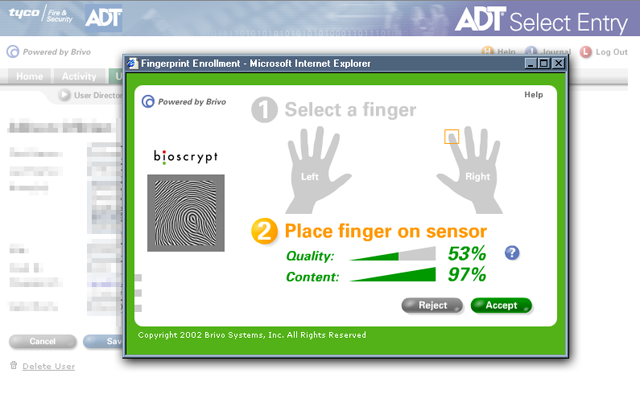 tyco
Fire &
Security
ADT
ADT Select Entry
Powered by Brivo
H Help
J Journal
L Log Out
Home
Activity
U
User Director
Fingerprint Enrollment - Microsoft Internet Explorer
Powered by Brivo
Help
1 Select a finger
bioscrypt
Left
Right
2 Place finger on sensor
Quality:
53%
?
Content:
97%
Reject
Accept
Copyright 2002 Brivo Systems, Inc. All Rights Reserved
Cancel
Save
Delete User